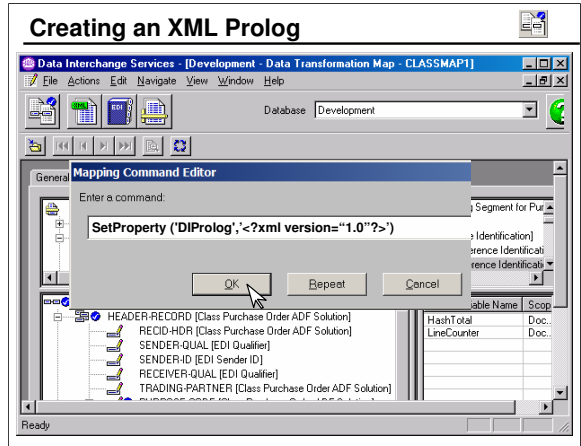 Creating an XML Prolog
Data Interchange Services - [Development - Data Transformation Map - CLASSMAP1]
File Actions Edit Navigate View Window Help
Database Development
General
Mapping Command Editor
Enter a command:
SetProperty ('DIProlog','<?xml version=“1.0”?>')
OK Repeat Cancel
Segment for Pur
Identification]
erence Identificati
rence Identificati
able Name Scop
HEADER-RECORD [Class Purchase Order ADF Solution]
RECID-HDR [Class Purchase Order ADF Solution]
SENDER-QUAL [EDI Qualifier]
SENDER-ID [EDI Sender ID]
RECEIVER-QUAL [EDI Qualifier]
TRADING-PARTNER [Class Purchase Order ADF Solution]
HashTotal Doc..
LineCounter Doc..
Ready